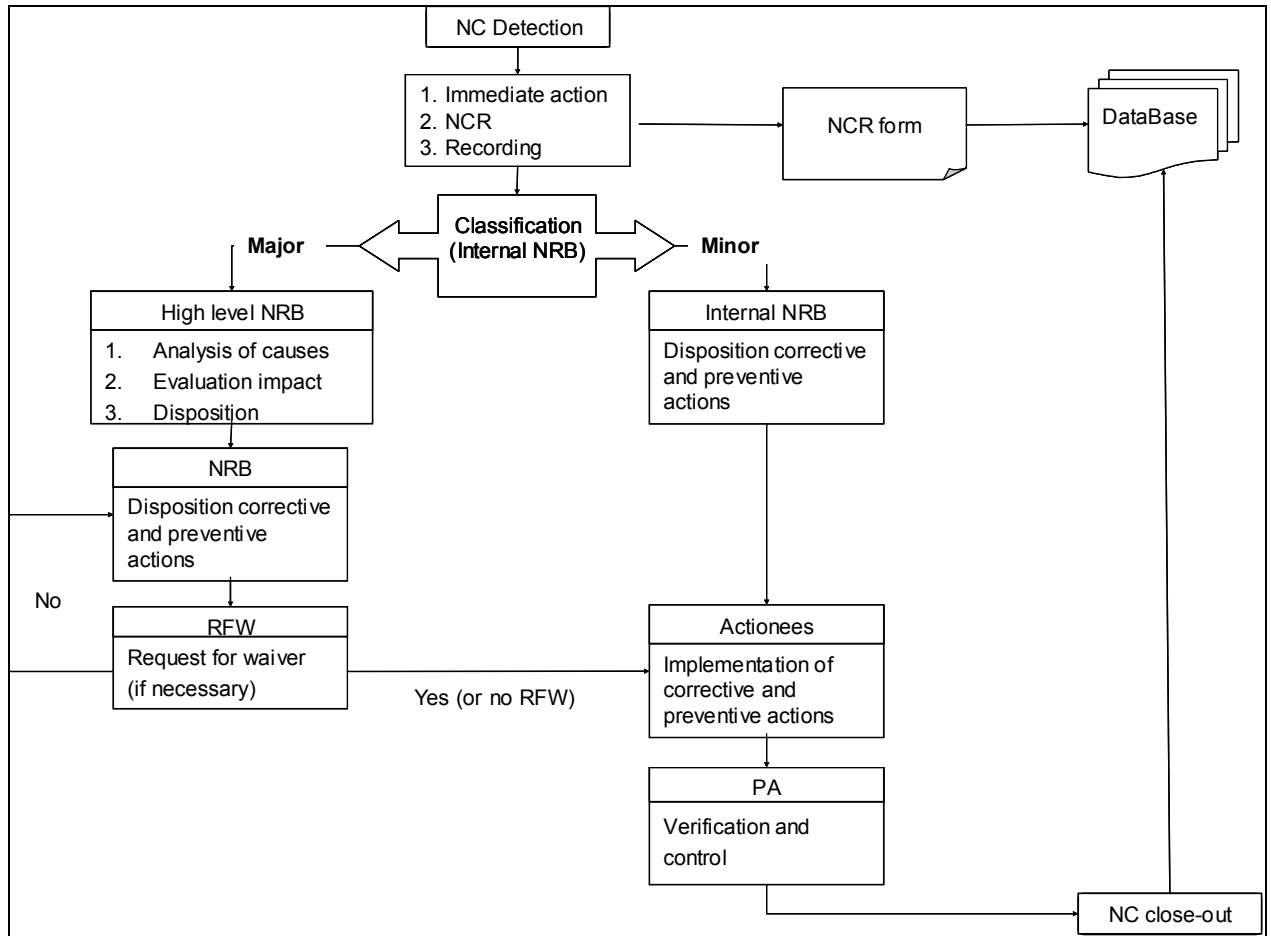 NC Detection
1. Immediate action
2. NCR
3. Recording
NCR form
DataBase
Classification
(Internal NRB)
Major
Minor
High level NRB
1. Analysis of causes
2. Evaluation impact
3. Disposition
Internal NRB
Disposition corrective
and preventive
actions
NRB
Disposition corrective
and preventive
actions
No
RFW
Request for waiver
(if necessary)
Yes (or no RFW)
Actionees
Implementation of
corrective and
preventive actions
PA
Verification and
control
NC close-out